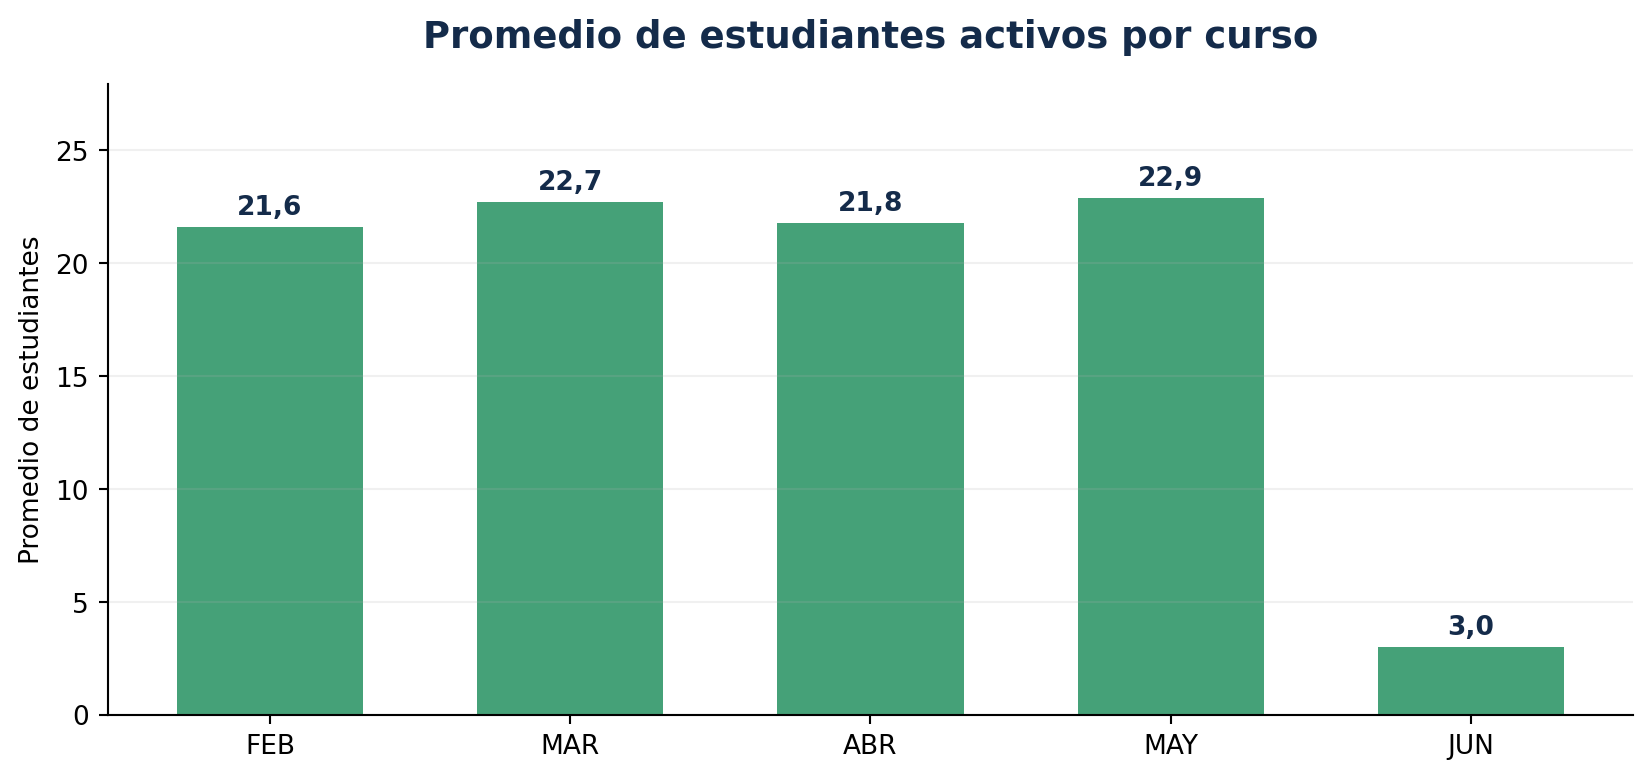 Promedio de estudiantes activos por curso
Promedio de estudiantes
25
20
15
10
5
0
21,6
22,7
21,8
22,9
3,0
FEB
MAR
ABR
MAY
JUN